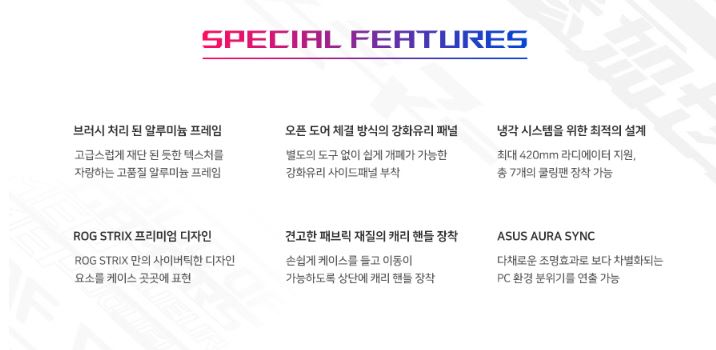 SPECIAL FEATURES
브러시 처리 된 알루미늄 프레임
고급스럽게 재단 된 듯한 텍스처를
자랑하는 고품질 알루미늄 프레임
오픈 도어 체결 방식의 강화유리 패널
별도의 도구 없이 쉽게 개폐가 가능한
강화유리 사이드패널 부착
냉각 시스템을 위한 최적의 설계
최대 420mm 라디에이터 지원,
총 7개의 쿨링팬 장착 가능
ROG STRIX 프리미엄 디자인
ROG STRIX 만의 사이버틱한 디자인
요소를 케이스 곳곳에 표현
견고한 패브릭 재질의 캐리 핸들 장착
손쉽게 케이스를 들고 이동이
가능하도록 상단에 캐리 핸들 장착
ASUS AURA SYNC
다채로운 조명효과로 보다 차별화되는
PC 환경 분위기를 연출 가능